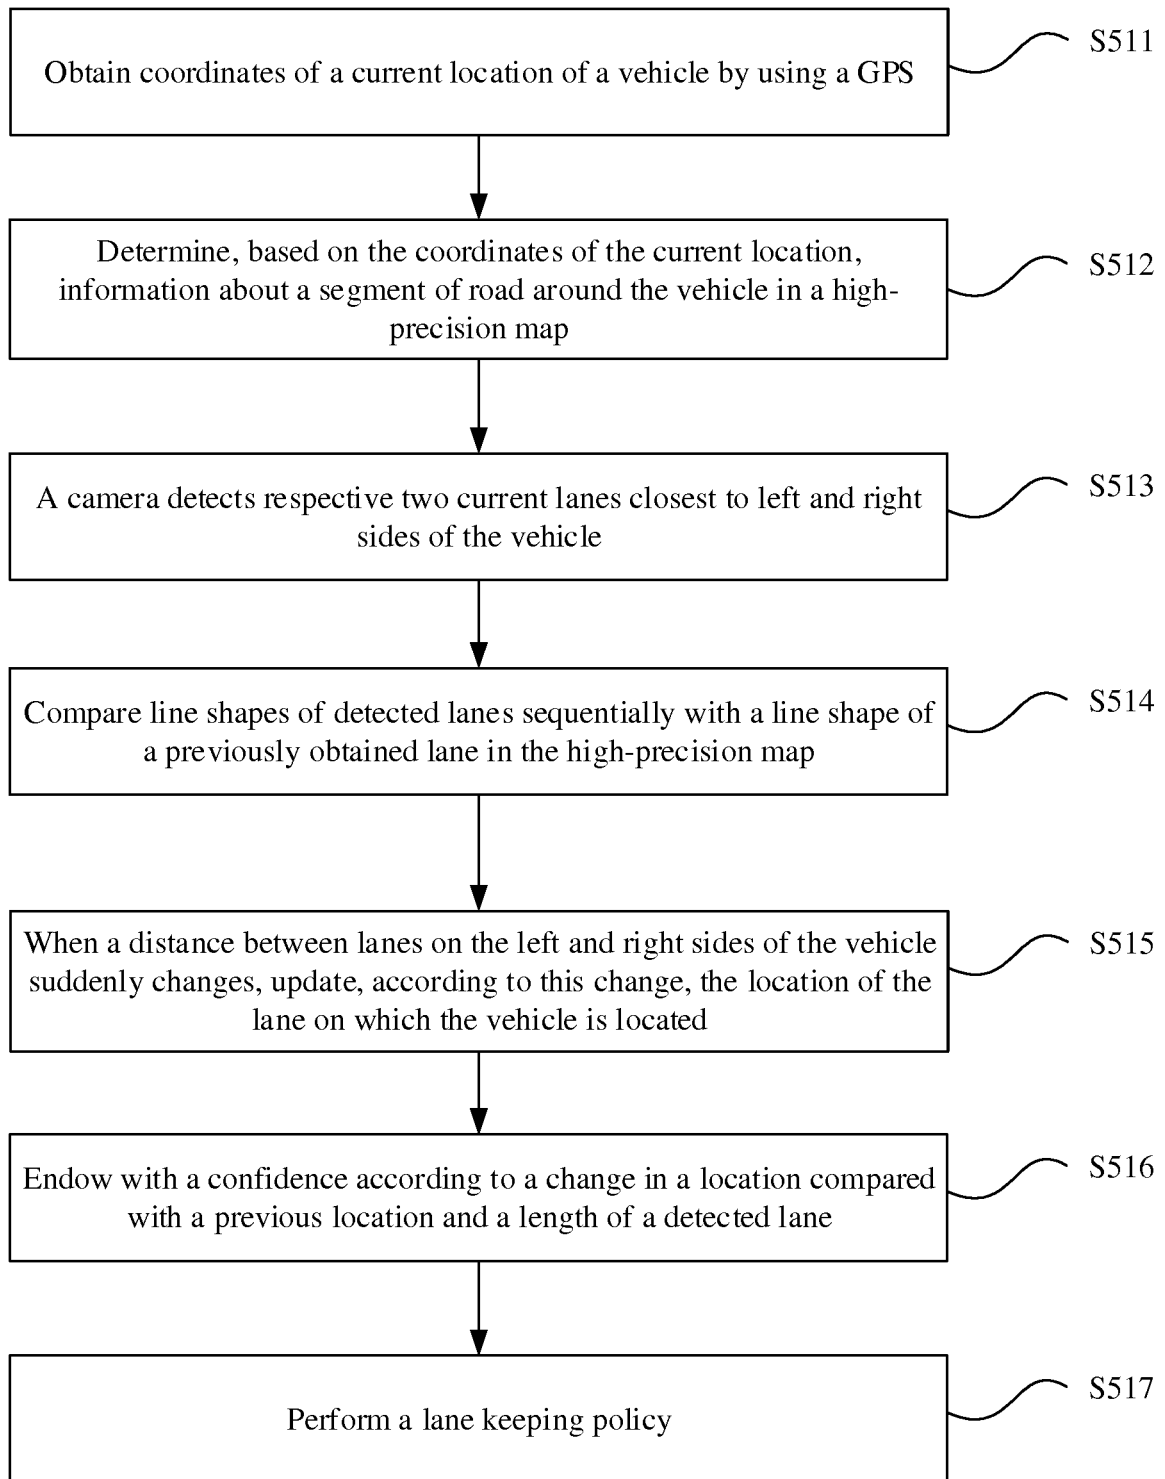 Obtain coordinates of a current location of a vehicle by using a GPS
S511
Determine, based on the coordinates of the current location,
information about a segment of road around the vehicle in a high-
precision map
S512
A camera detects respective two current lanes closest to left and right
sides of the vehicle
S513
Compare line shapes of detected lanes sequentially with a line shape of
a previously obtained lane in the high-precision map
S514
When a distance between lanes on the left and right sides of the vehicle
suddenly changes, update, according to this change, the location of the
lane on which the vehicle is located
S515
Endow with a confidence according to a change in a location compared
with a previous location and a length of a detected lane
S516
Perform a lane keeping policy
S517